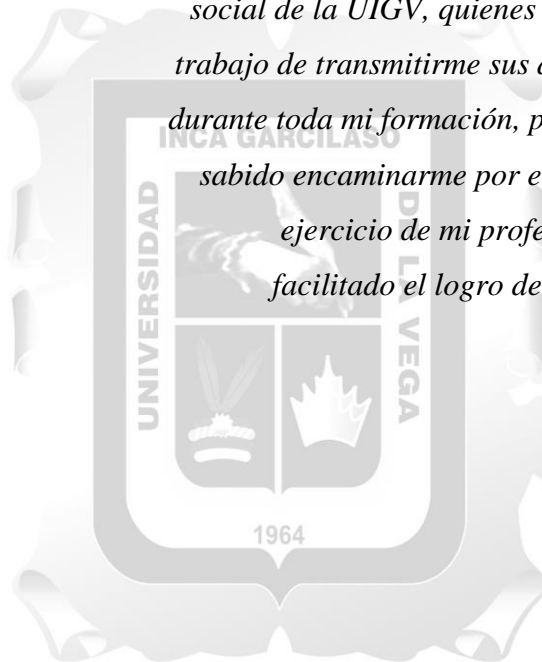 social de la UIGV, quienes
trabajo de transmitirme sus
durante toda mi formación,
sabido encaminarme por
ejercicio de mi
facilitado el logro de
INCA GARCILASO
UNIVERSIDAD
DE LA VEGA
1964